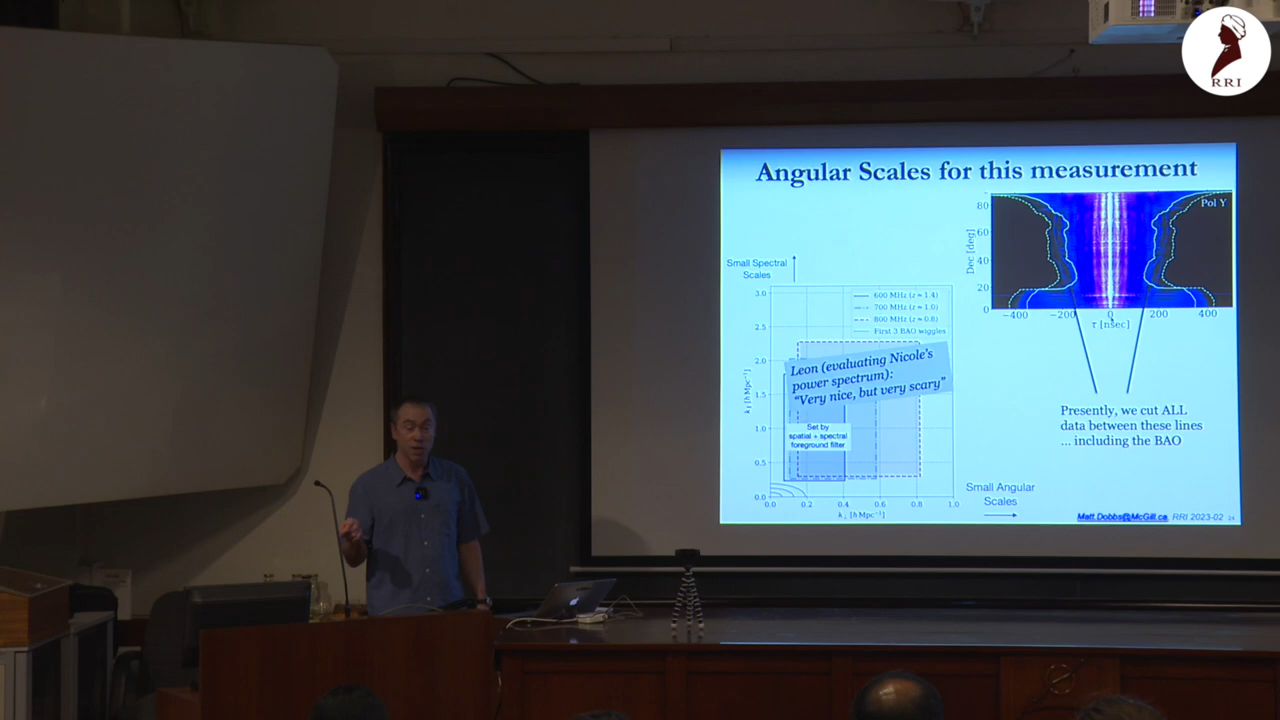 RRI
Angular Scales for this measurement
Pol Y
80
60
40
20
0
Dec [deg]
−400
−200
0
200
400
τ [nsec]
Small Spectral
Scales
3.0
2.5
2.0
1.5
1.0
0.5
0.0
600 MHz (z ≈ 1.4)
700 MHz (z ≈ 1.0)
800 MHz (z ≈ 0.8)
First 3 BAO wiggles
Leon (evaluating Nicole's
power spectrum):
"Very nice, but very scary"
Set by
spatial + spectral
foreground filter
0.0
0.2
0.4
0.6
0.8
1.0
k⊥ [h Mpc⁻¹]
Presently, we cut ALL
data between these lines
... including the BAO
Small Angular
Scales
Matt.Dobbs@McGill.ca, RRI 2023-02 24